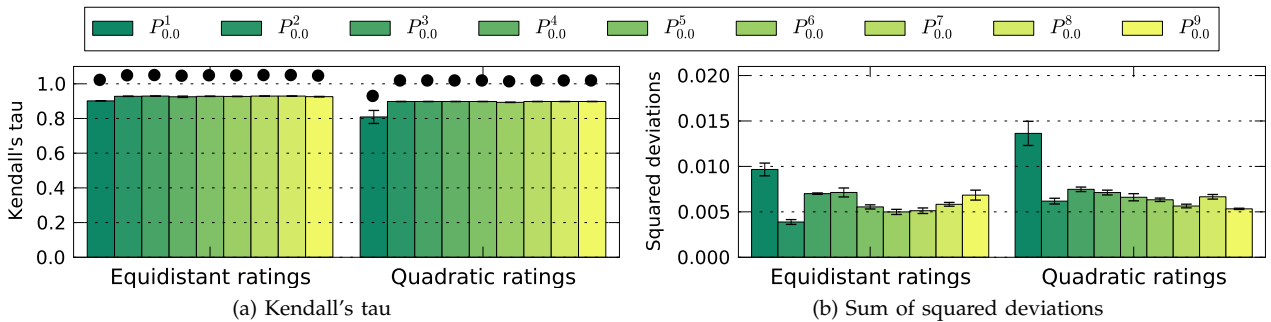 P^1_{0.0} P^2_{0.0} P^3_{0.0} P^4_{0.0} P^5_{0.0} P^6_{0.0} P^7_{0.0} P^8_{0.0} P^9_{0.0}
Kendall's tau
1.0
0.8
0.6
0.4
0.2
0.0
Equidistant ratings Quadratic ratings
(a) Kendall's tau
Squared deviations
0.020
0.015
0.010
0.005
0.000
Equidistant ratings Quadratic ratings
(b) Sum of squared deviations